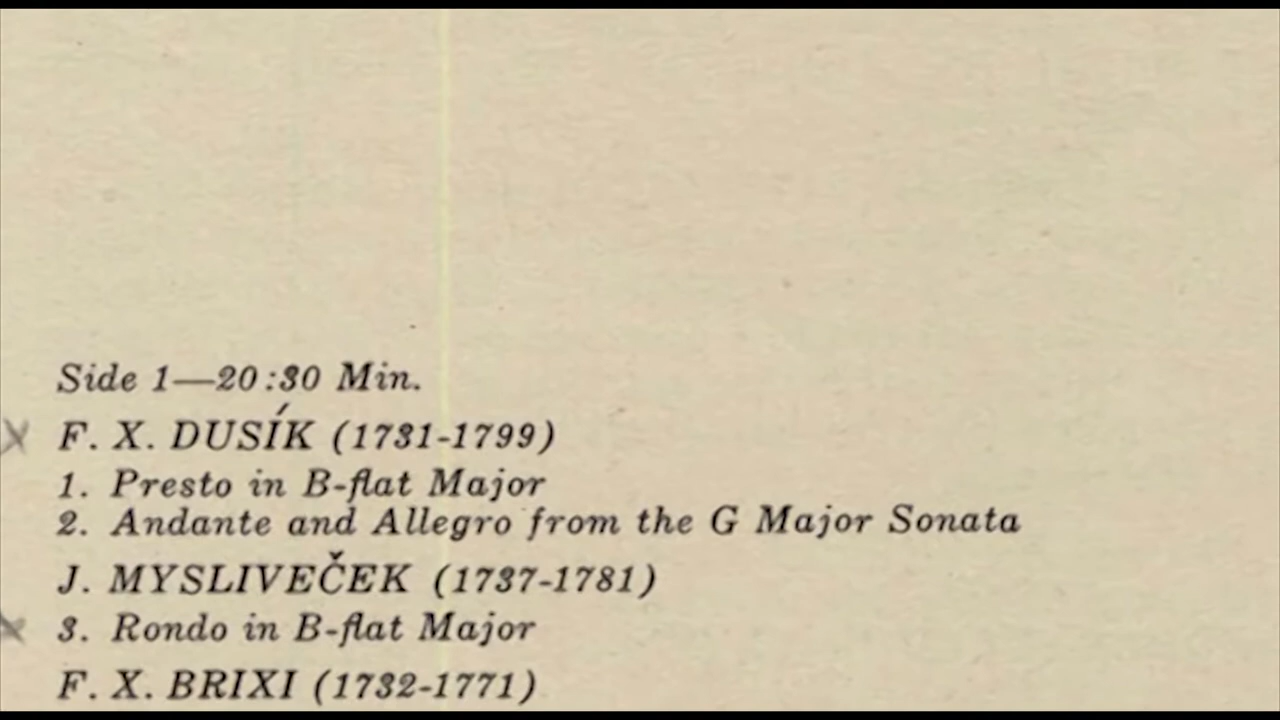 Side 1—20:30 Min.
F. X. DUSÍK (1731-1799)
1. Presto in B-flat Major
2. Andante and Allegro from the G Major Sonata
J. MYSLIVEČEK (1737-1781)
3. Rondo in B-flat Major
F. X. BRIXI (1732-1771)